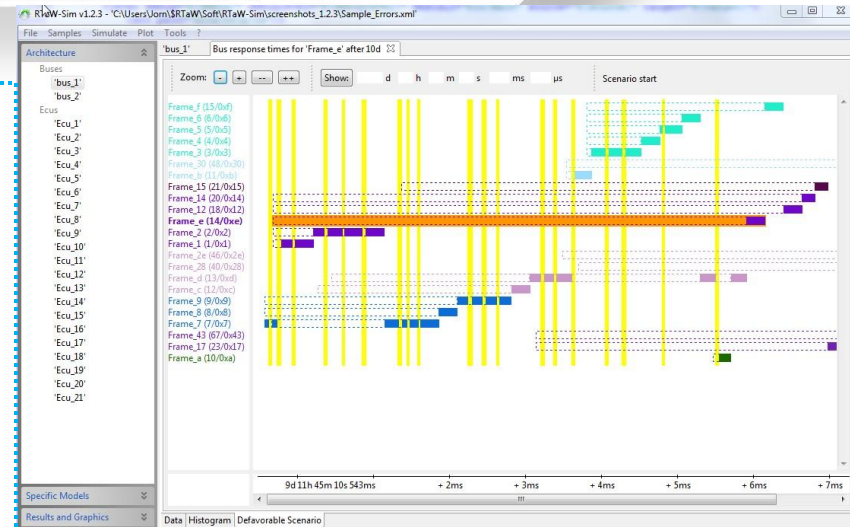 RTaW-Sim v1.2.3 - 'C:\Users\Jorn\$RTaW\Soft\RTaW-Sim\screenshots_1.2.3\Sample_Errors.xml'
File Samples Simulate Plot Tools ?
Architecture
'bus_1'
Bus response times for 'Frame_e' after10d
Buses
'bus_1'
'bus_2'
Ecus
'Ecu_1'
'Ecu_2'
'Ecu_3'
'Ecu_4'
'Ecu_5'
'Ecu_6'
'Ecu_7'
'Ecu_8'
'Ecu_9'
'Ecu_10'
'Ecu_11'
'Ecu_12'
'Ecu_13'
'Ecu_14'
'Ecu_15'
'Ecu_16'
'Ecu_17'
'Ecu_18'
'Ecu_19'
'Ecu_20'
'Ecu_21'
Specific Models
Results and Graphics
Zoom: - + -- ++ Show: d h m s ms µs Scenario start
Frame_f (15/0xf)
Frame_6 (6/0x6)
Frame_5 (5/0x5)
Frame_4 (4/0x4)
Frame_3 (3/0x3)
Frame_30 (48/0x30)
Frame_b (11/0xb)
Frame_15 (21/0x15)
Frame_14 (20/0x14)
Frame_12 (18/0x12)
Frame_e (14/0xe)
Frame_2 (2/0x2)
Frame_1 (1/0x1)
Frame_2e (46/0x2e)
Frame_28 (40/0x28)
Frame_d (13/0xd)
Frame_c (12/0xc)
Frame_9 (9/0x9)
Frame_8 (8/0x8)
Frame_7 (7/0x7)
Frame_43 (67/0x43)
Frame_17 (23/0x17)
Frame_a (10/0xa)
9d 11h 45m 10s 543ms + 2ms + 3ms + 4ms + 5ms + 6ms + 7ms
Data Histogram Defavorable Scenario